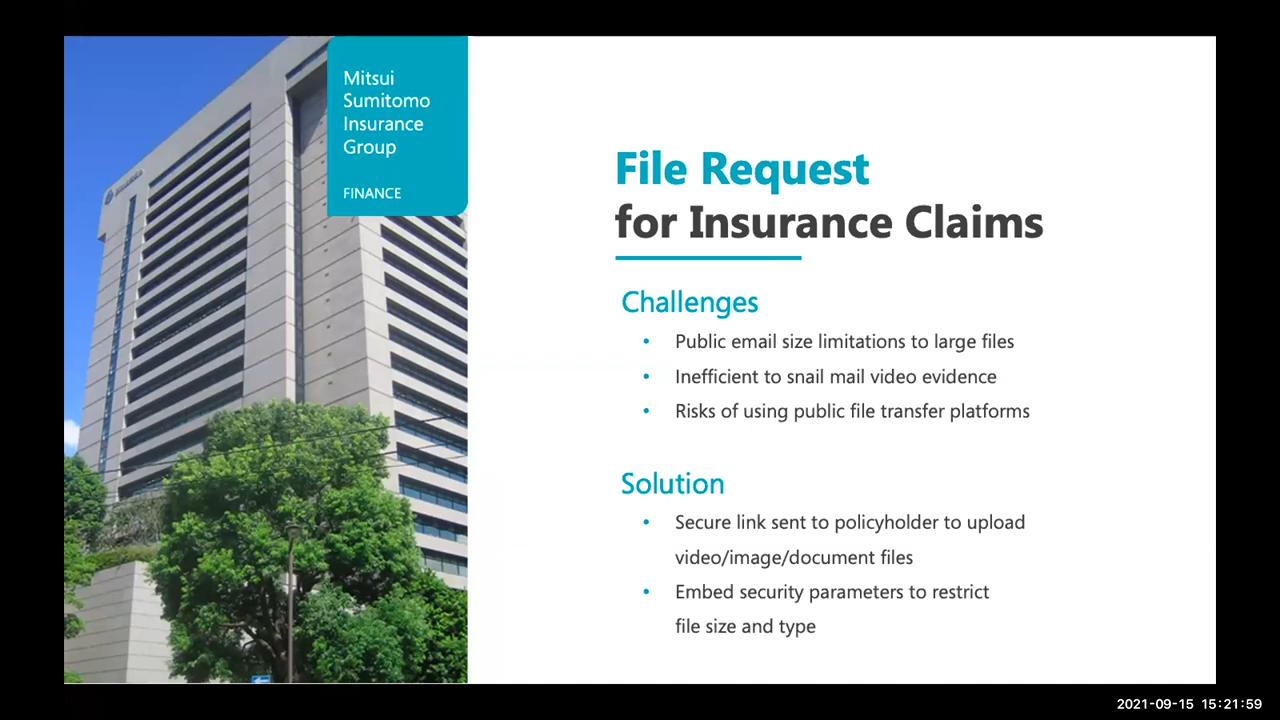 Mitsui
Sumitomo
Insurance
Group
FINANCE
File Request
for Insurance Claims
Challenges
• Public email size limitations to large files
• Inefficient to snail mail video evidence
• Risks of using public file transfer platforms
Solution
• Secure link sent to policyholder to upload
video/image/document files
• Embed security parameters to restrict
file size and type
2021-09-15 15:21:59